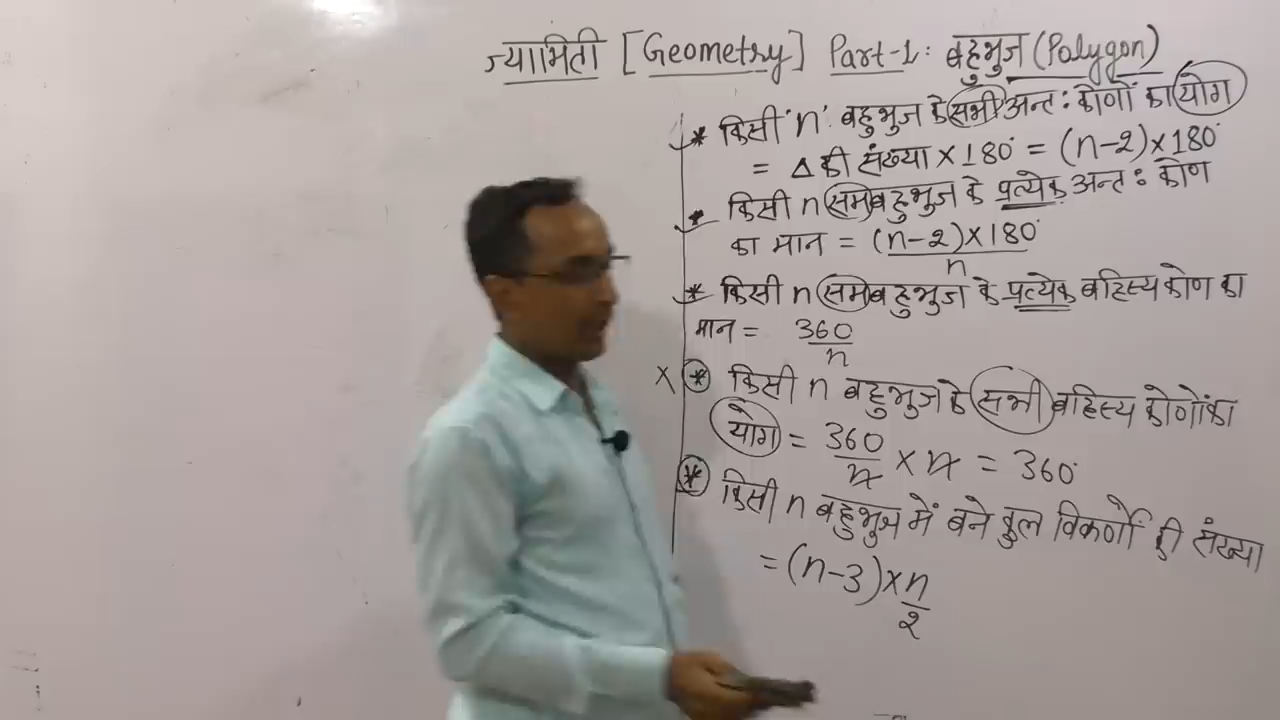 ज्यामिती [Geometry] Part-1: बहुभुज (Polygon)
* किसी 'n' बहुभुज के सभी अन्त: कोणों का योग
= Δ की संख्या × 180° = (n-2)×180°
* किसी n समबहुभुज के प्रत्येक अन्त: कोण
का मान = (n-2)×180° / n
* किसी n समबहुभुज के प्रत्येक बहिस्य कोण का
मान = 360 / n
× * किसी n बहुभुज के सभी बहिस्य कोणों का
योग = 360 / n × n = 360°
* किसी n बहुभुज में बने कुल विकर्णों की संख्या
= (n-3) × n / 2